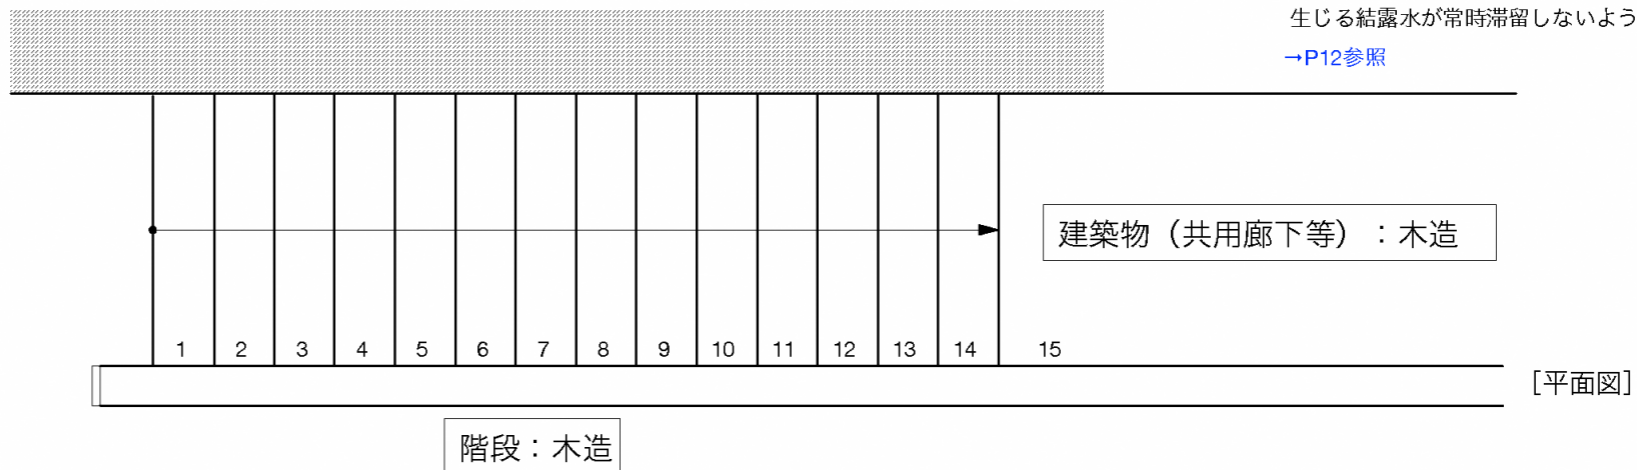 生じる結露水が常時滞留しないよう
→P12参照
建築物（共用廊下等）：木造
1 2 3 4 5 6 7 8 9 10 11 12 13 14 15
［平面図］
階段：木造